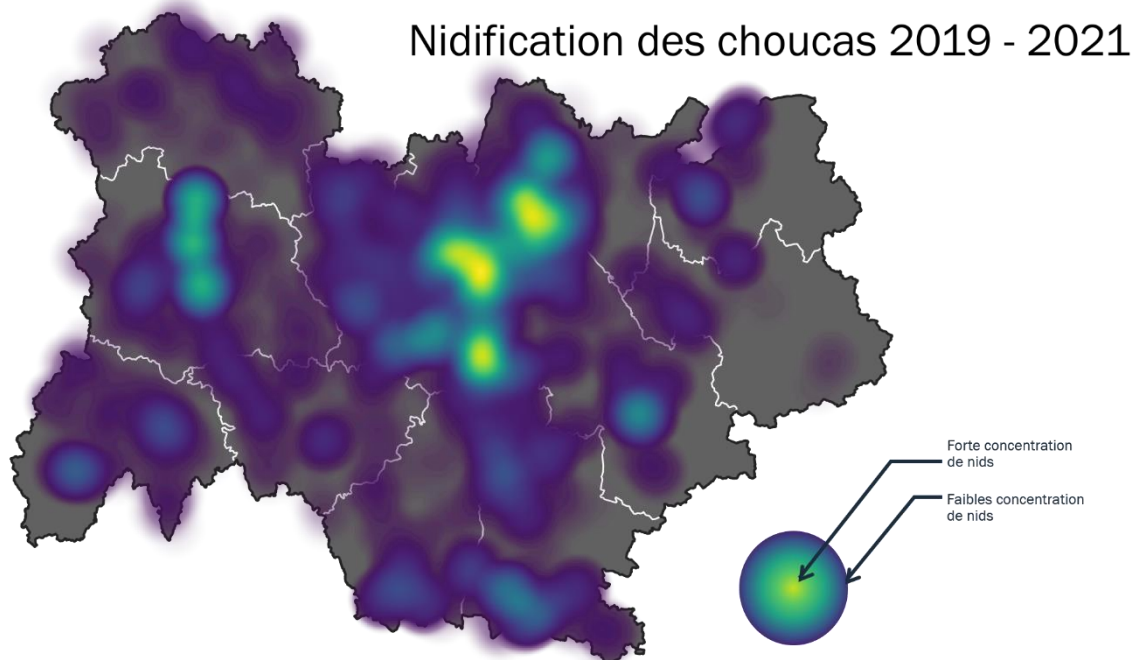 Nidification des choucas 2019 - 2021
Forte concentration
de nids
Faibles concentration
de nids